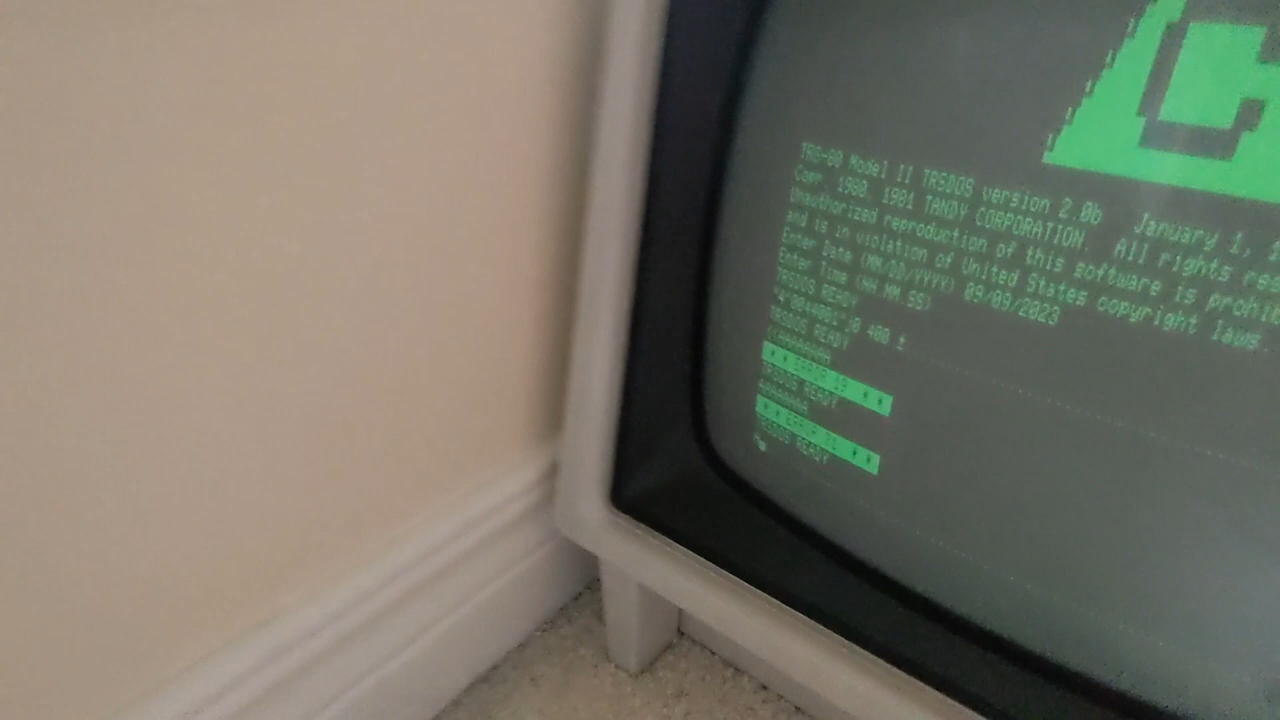 TRS-80 Model II TRSDOS version 2.0b January 1,
Copr. 1980, 1981 TANDY CORPORATION. All rights
Unauthorized reproduction of this software is
and is in violation of United States copyright laws
Enter Date (MM/DD/YYYY) 09/09/2023
Enter Time (HH.MM.SS)
TRSDOS READY
TRSDOS READY
* * ERROR * *
TRSDOS READY
* * ERROR * *
TRSDOS READY